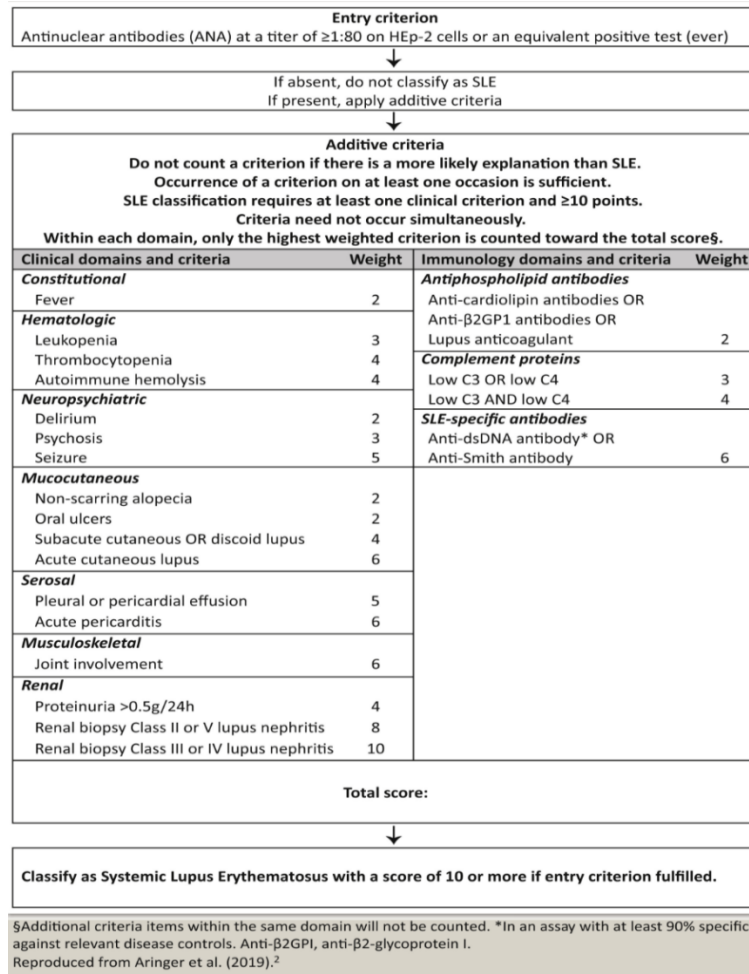 Entry criterion
Antinuclear antibodies (ANA) at a titer of ≥1:80 on HEp-2 cells or an equivalent positive test (ever)
If absent, do not classify as SLE
If present, apply additive criteria
Additive criteria
Do not count a criterion if there is a more likely explanation than SLE.
Occurrence of a criterion on at least one occasion is sufficient.
SLE classification requires at least one clinical criterion and ≥10 points.
Criteria need not occur simultaneously.
Within each domain, only the highest weighted criterion is counted toward the total score§.
Clinical domains and criteria Weight Immunology domains and criteria Weight
Constitutional Antiphospholipid antibodies
Fever 2 Anti-cardiolipin antibodies OR
Hematologic Anti-β2GP1 antibodies OR
Leukopenia 3 Lupus anticoagulant 2
Thrombocytopenia 4 Complement proteins
Autoimmune hemolysis 4 Low C3 OR low C4 3
Neuropsychiatric Low C3 AND low C4 4
Delirium 2 SLE-specific antibodies
Psychosis 3 Anti-dsDNA antibody* OR
Seizure 5 Anti-Smith antibody 6
Mucocutaneous
Non-scarring alopecia 2
Oral ulcers 2
Subacute cutaneous OR discoid lupus 4
Acute cutaneous lupus 6
Serosal
Pleural or pericardial effusion 5
Acute pericarditis 6
Musculoskeletal
Joint involvement 6
Renal
Proteinuria >0.5g/24h 4
Renal biopsy Class II or V lupus nephritis 8
Renal biopsy Class III or IV lupus nephritis 10
Total score:
Classify as Systemic Lupus Erythematosus with a score of 10 or more if entry criterion fulfilled.
§Additional criteria items within the same domain will not be counted. *In an assay with at least 90% specific
against relevant disease controls. Anti-β2GPI, anti-β2-glycoprotein I.
Reproduced from Aringer et al. (2019).²